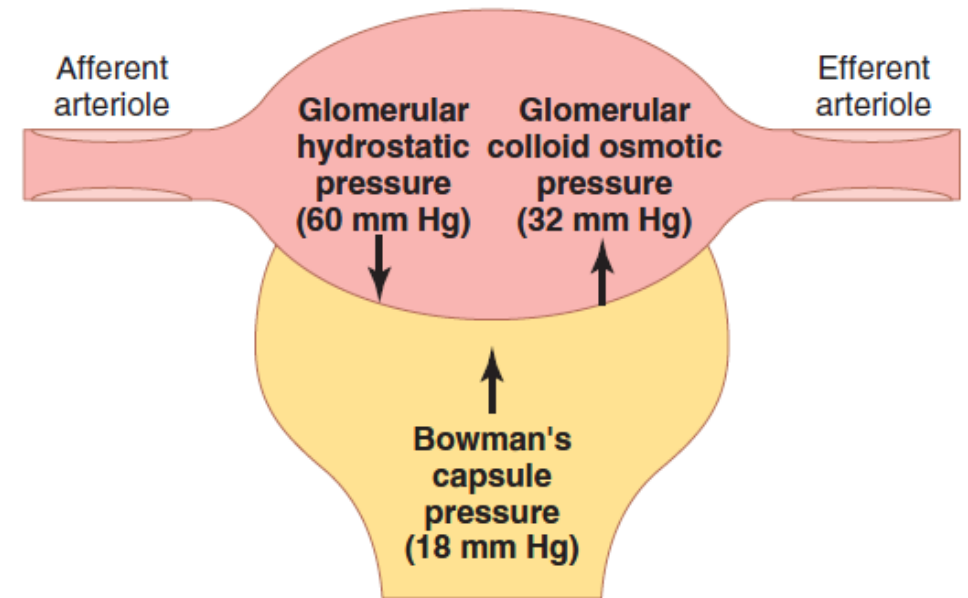 Afferent
arteriole
Efferent
arteriole
Glomerular
hydrostatic
pressure
(60 mm Hg)
Glomerular
colloid osmotic
pressure
(32 mm Hg)
Bowman's
capsule
pressure
(18 mm Hg)